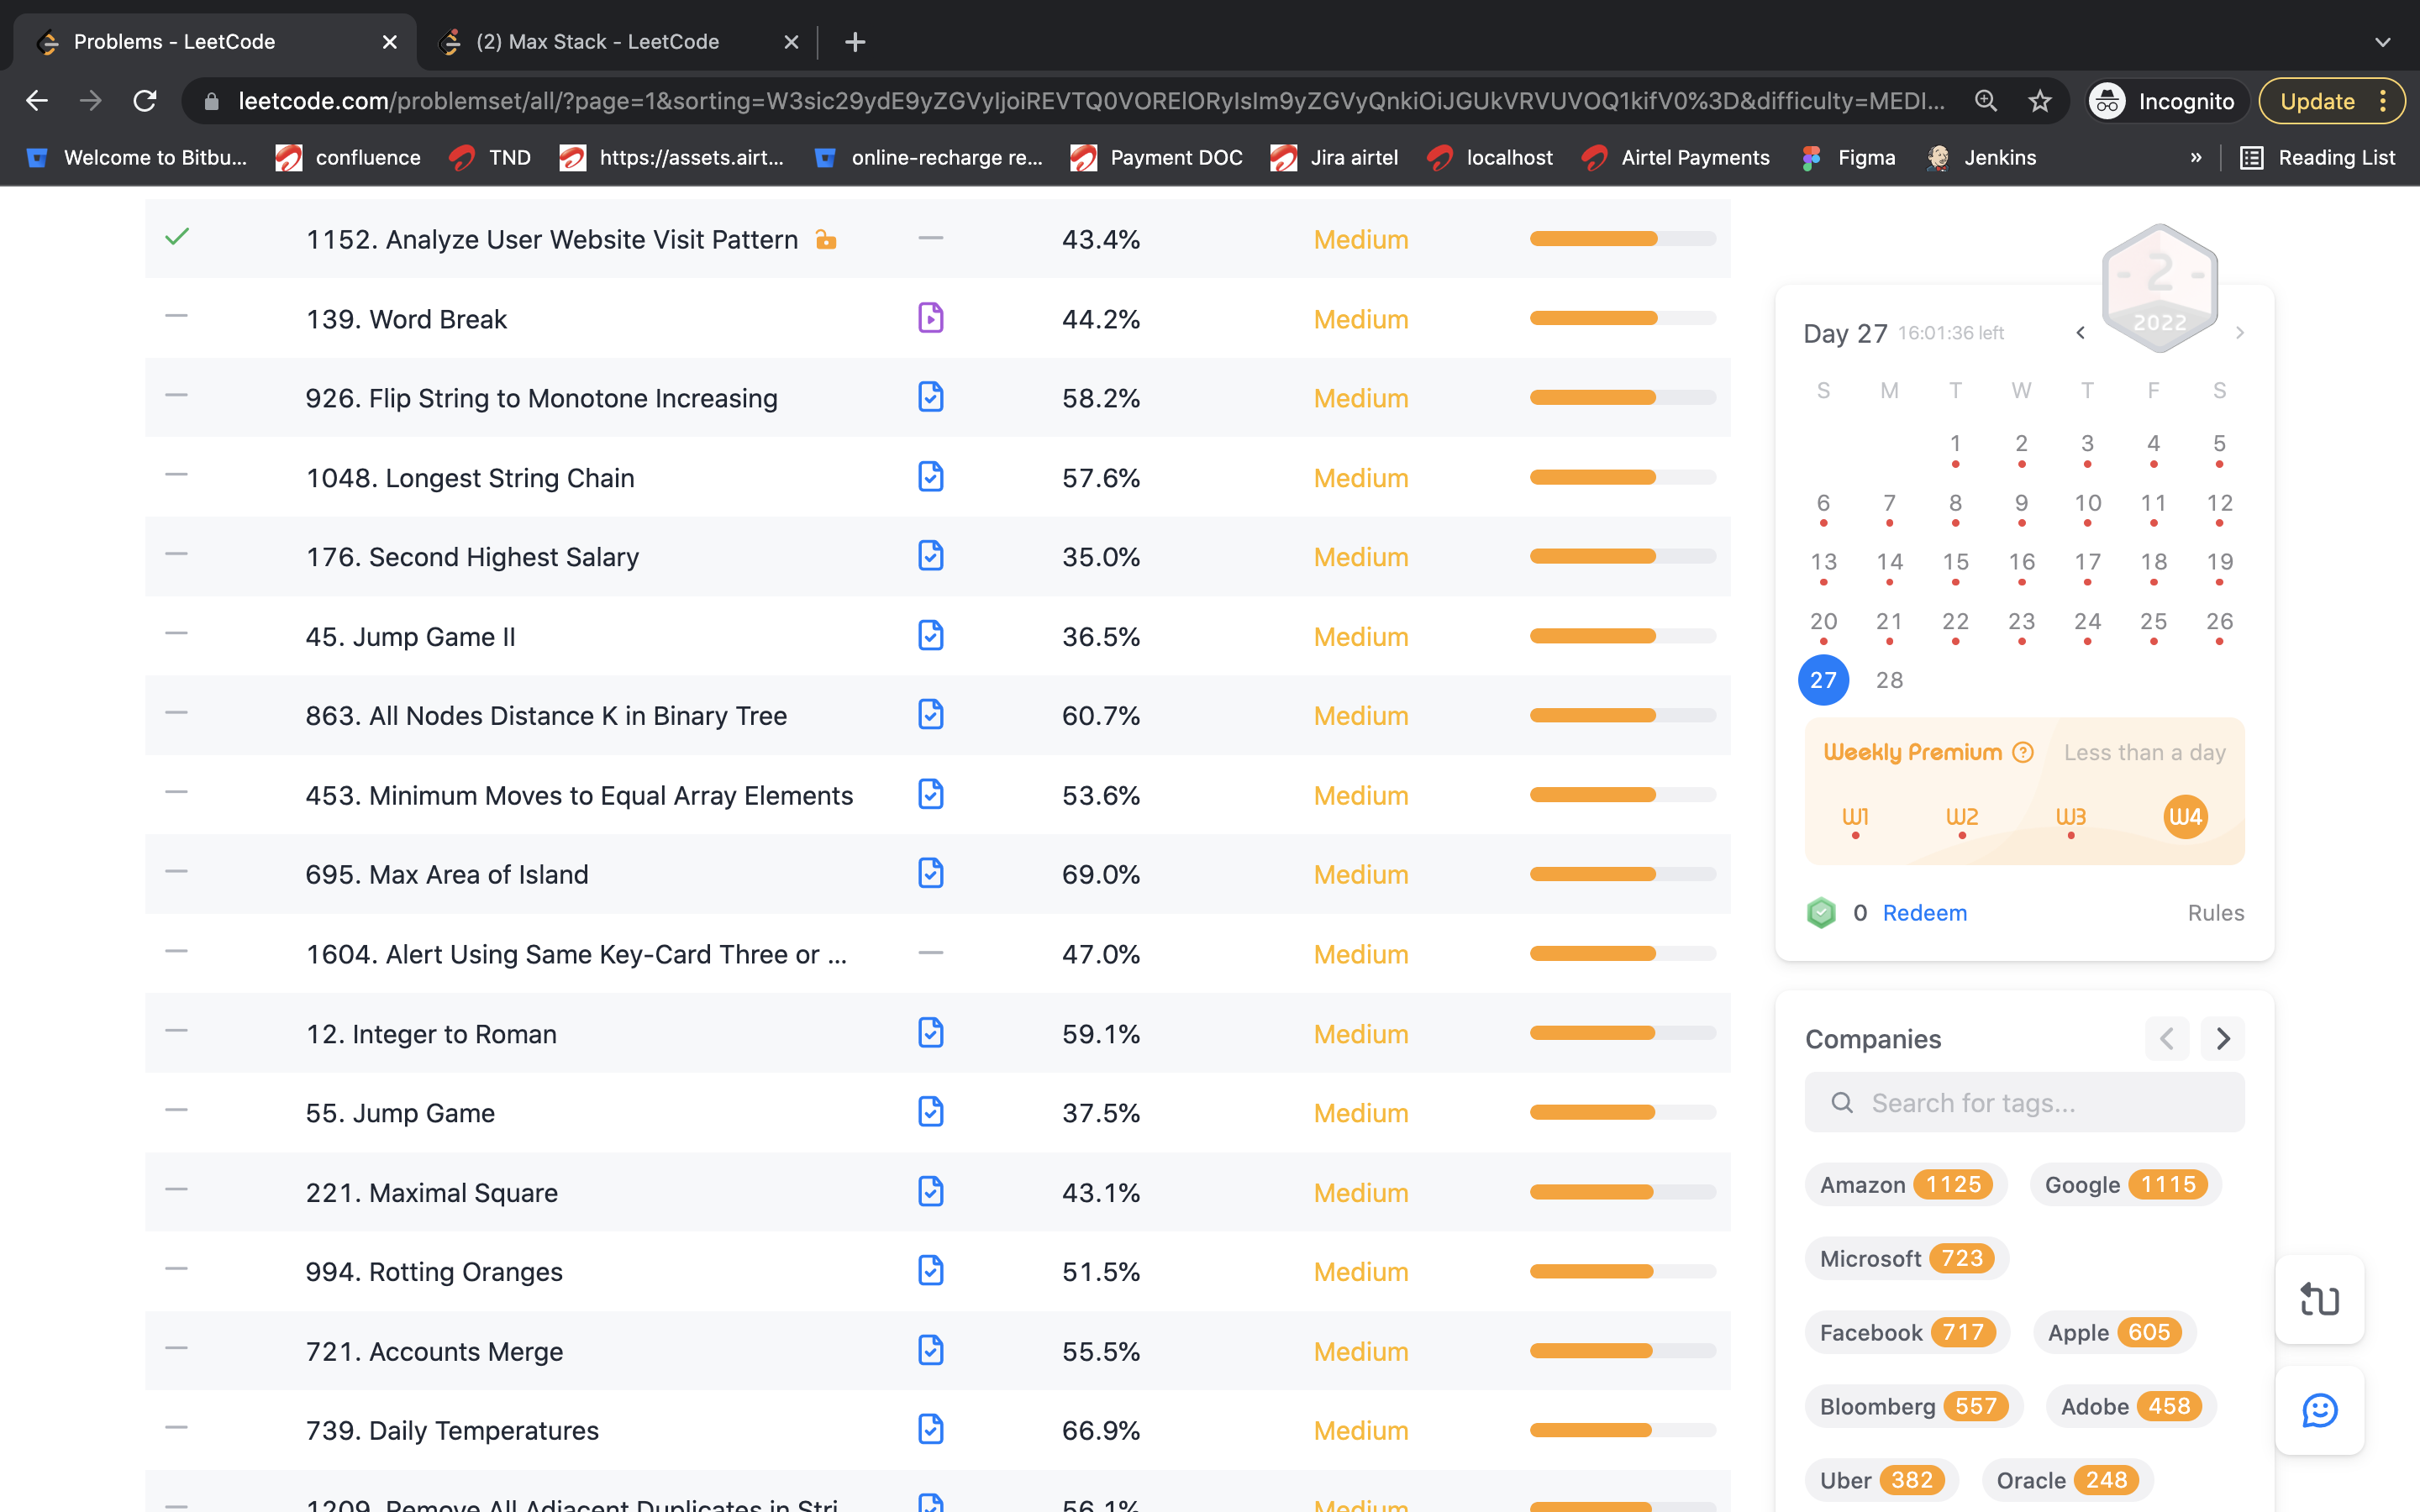 Problems - LeetCode
(2) Max Stack - LeetCode
leetcode.com/problemset/all/?page=1&sorting=W3sic29ydE9yZGVyIjoiREVTQ0VORElORyIsIm9yZGVyQnkiOiJGUkVRVUVOQ1kifV0%3D&difficulty=MEDI...
Incognito
Update
Welcome to Bitbu...
confluence
TND
https://assets.airt...
online-recharge re...
Payment DOC
Jira airtel
localhost
Airtel Payments
Figma
Jenkins
»
Reading List
1152. Analyze User Website Visit Pattern 43.4% Medium
139. Word Break 44.2% Medium
926. Flip String to Monotone Increasing 58.2% Medium
1048. Longest String Chain 57.6% Medium
176. Second Highest Salary 35.0% Medium
45. Jump Game II 36.5% Medium
863. All Nodes Distance K in Binary Tree 60.7% Medium
453. Minimum Moves to Equal Array Elements 53.6% Medium
695. Max Area of Island 69.0% Medium
1604. Alert Using Same Key-Card Three or ... 47.0% Medium
12. Integer to Roman 59.1% Medium
55. Jump Game 37.5% Medium
221. Maximal Square 43.1% Medium
994. Rotting Oranges 51.5% Medium
721. Accounts Merge 55.5% Medium
739. Daily Temperatures 66.9% Medium
1209. Remove All Adjacent Duplicates in Stri 56.1% Medium
- 2 -
2022
Day 27 16:01:36 left
S M T W T F S
1 2 3 4 5
6 7 8 9 10 11 12
13 14 15 16 17 18 19
20 21 22 23 24 25 26
27 28
Weekly Premium ? Less than a day
W1 W2 W3 W4
0 Redeem Rules
Companies
Search for tags...
Amazon 1125 Google 1115
Microsoft 723
Facebook 717 Apple 605
Bloomberg 557 Adobe 458
Uber 382 Oracle 248